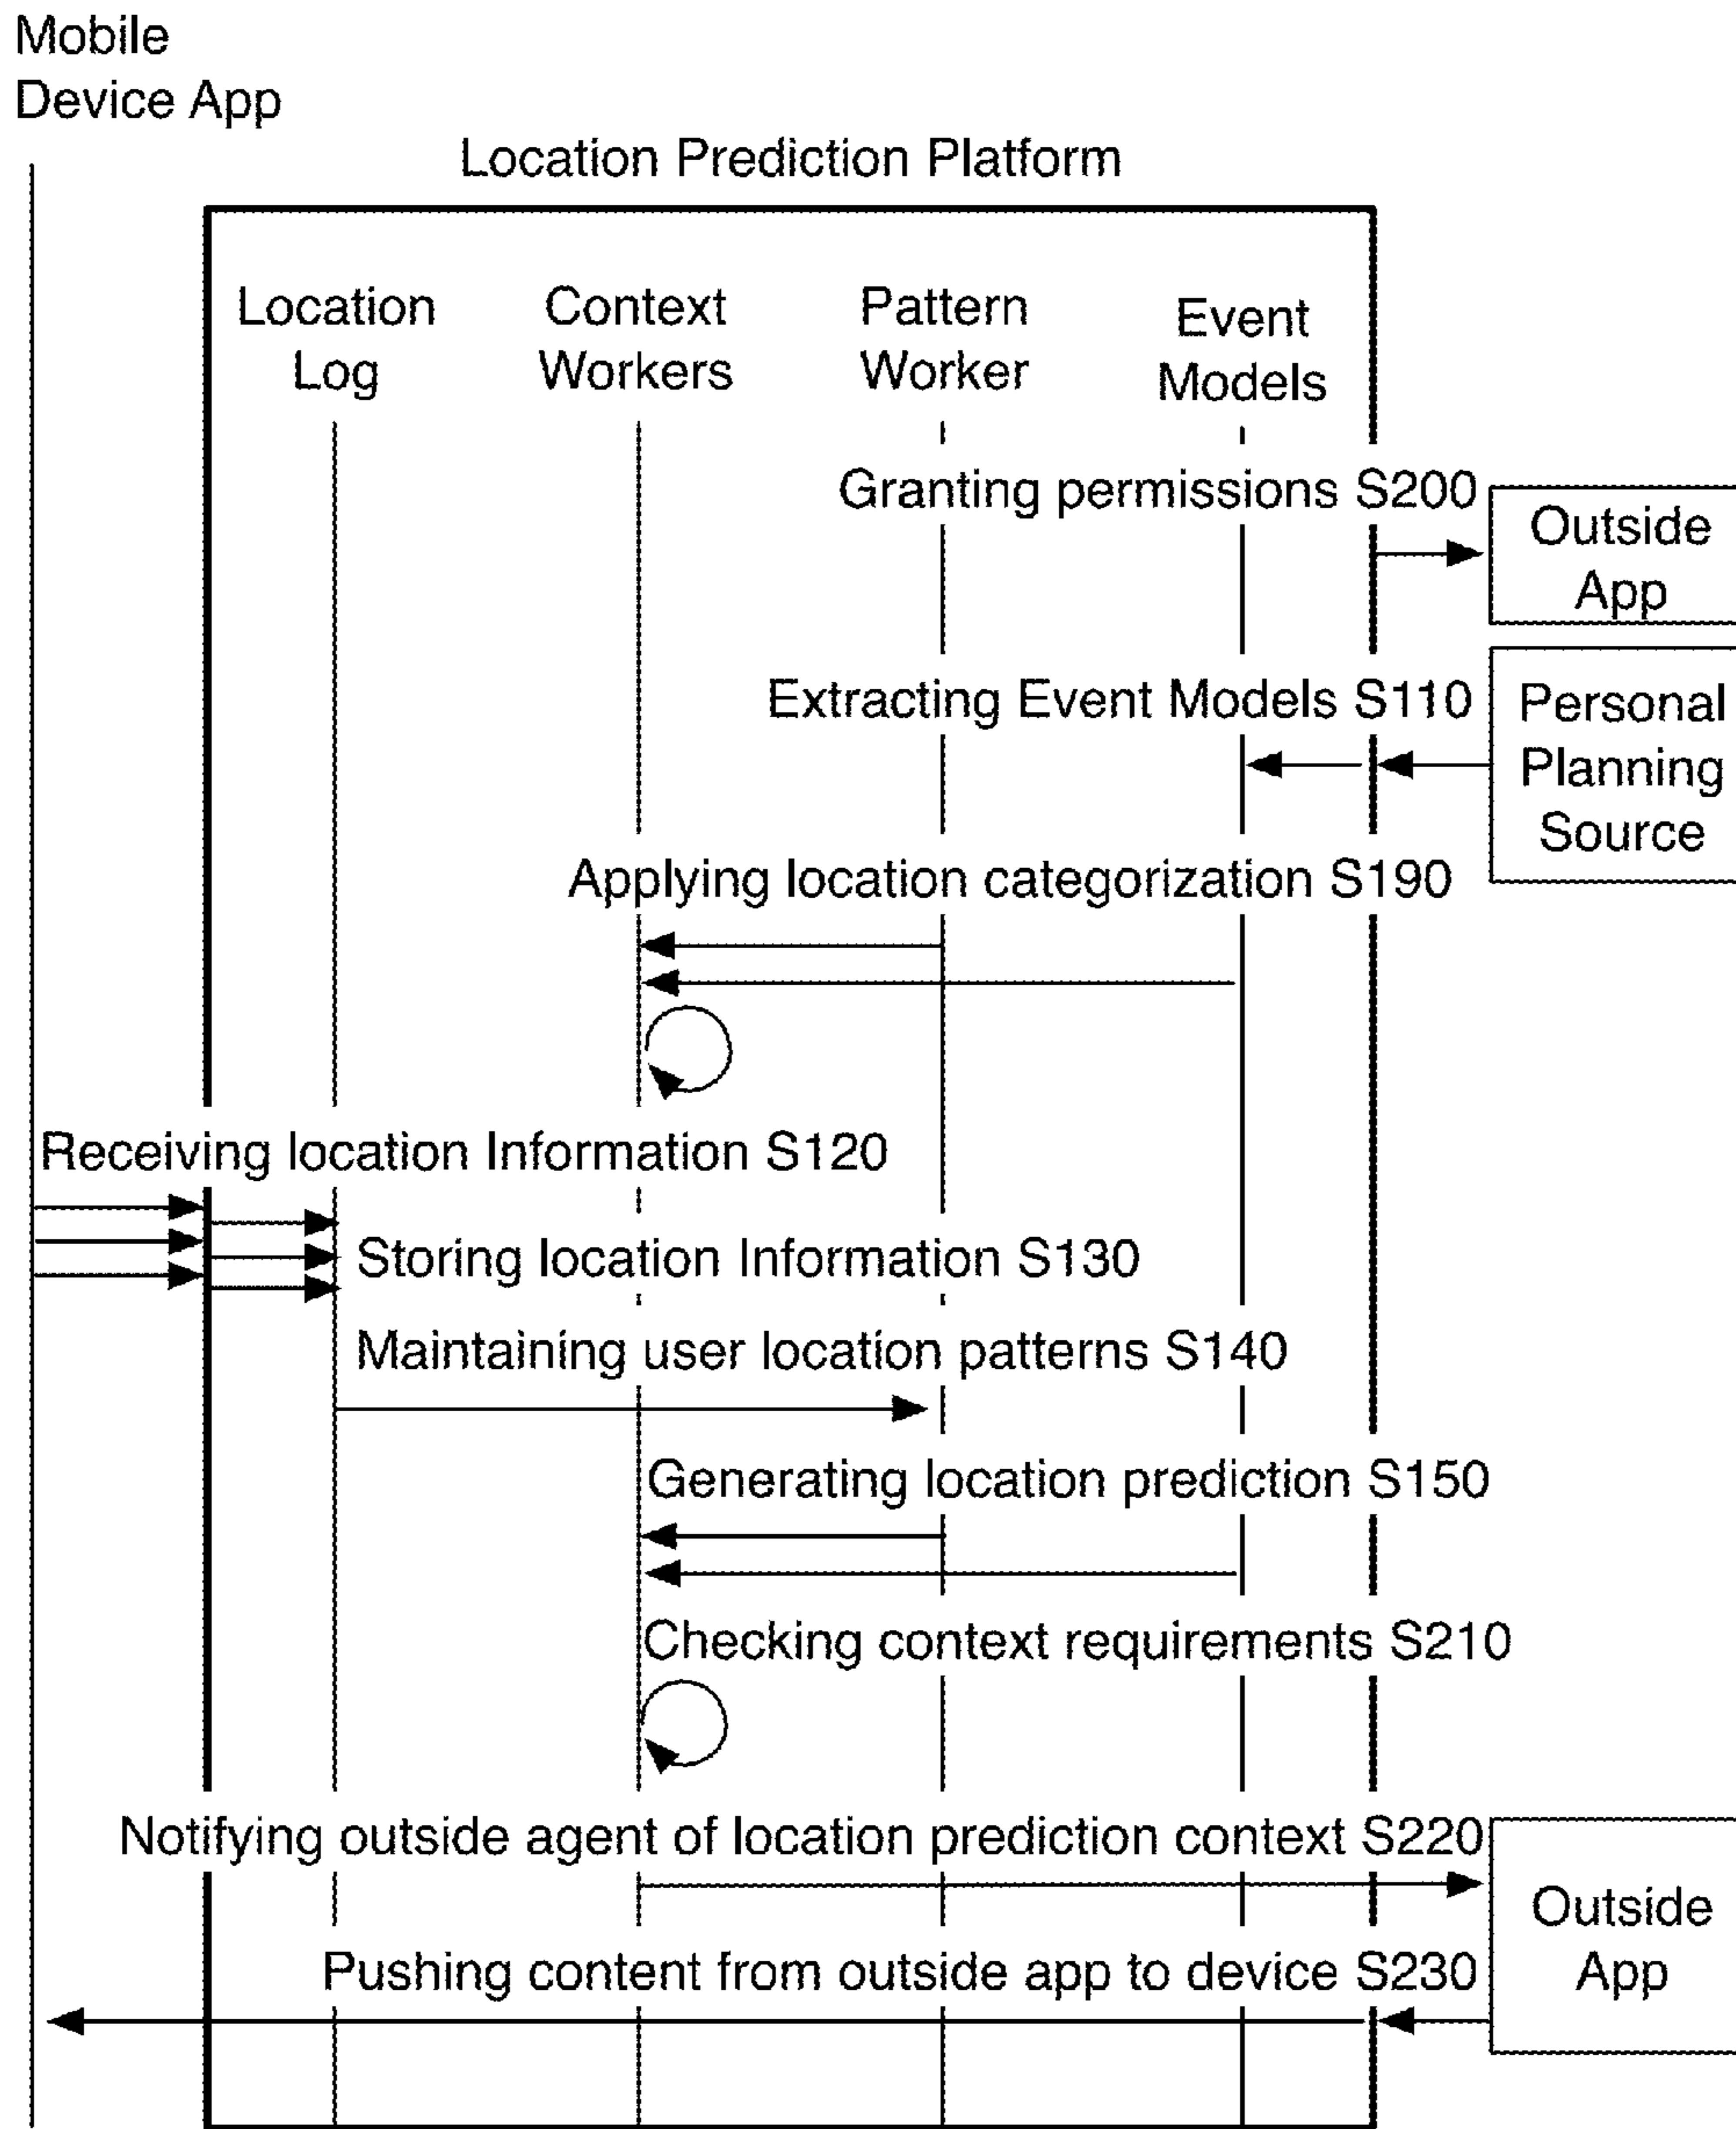 Mobile
Device App
Location Prediction Platform
Location
Log
Context
Workers
Pattern
Worker
Event
Models
Granting permissions S200
Outside
App
Extracting Event Models S110
Personal
Planning
Source
Applying location categorization S190
Receiving location Information S120
Storing location Information S130
Maintaining user location patterns S140
Generating location prediction S150
Checking context requirements S210
Notifying outside agent of location prediction context S220
Outside
App
Pushing content from outside app to device S230